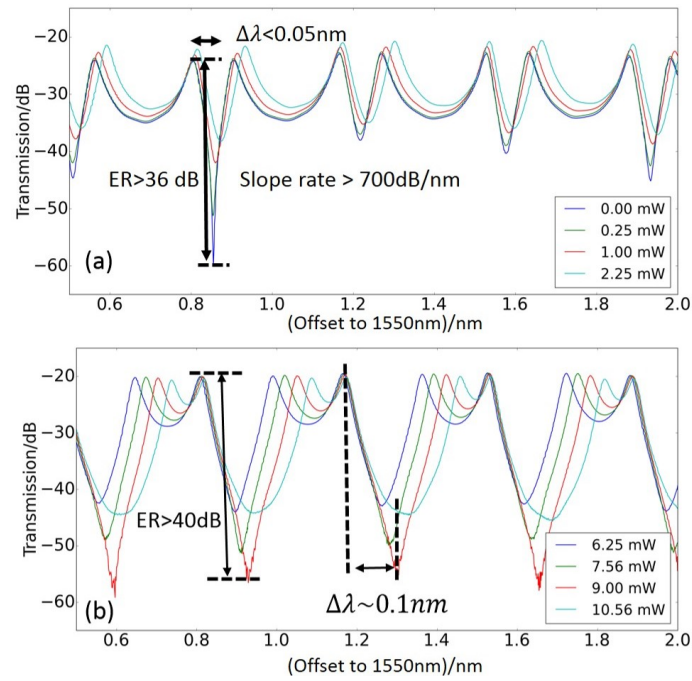 Δλ<0.05nm
−20
−30
−40
−50
−60
Transmission/dB
ER>36 dB
Slope rate > 700dB/nm
(a)
0.00 mW
0.25 mW
1.00 mW
2.25 mW
0.6 0.8 1.0 1.2 1.4 1.6 1.8 2.0
(Offset to 1550nm)/nm
−20
−30
−40
−50
−60
Transmission/dB
ER>40dB
Δλ~0.1nm
(b)
6.25 mW
7.56 mW
9.00 mW
10.56 mW
0.6 0.8 1.0 1.2 1.4 1.6 1.8 2.0
(Offset to 1550nm)/nm